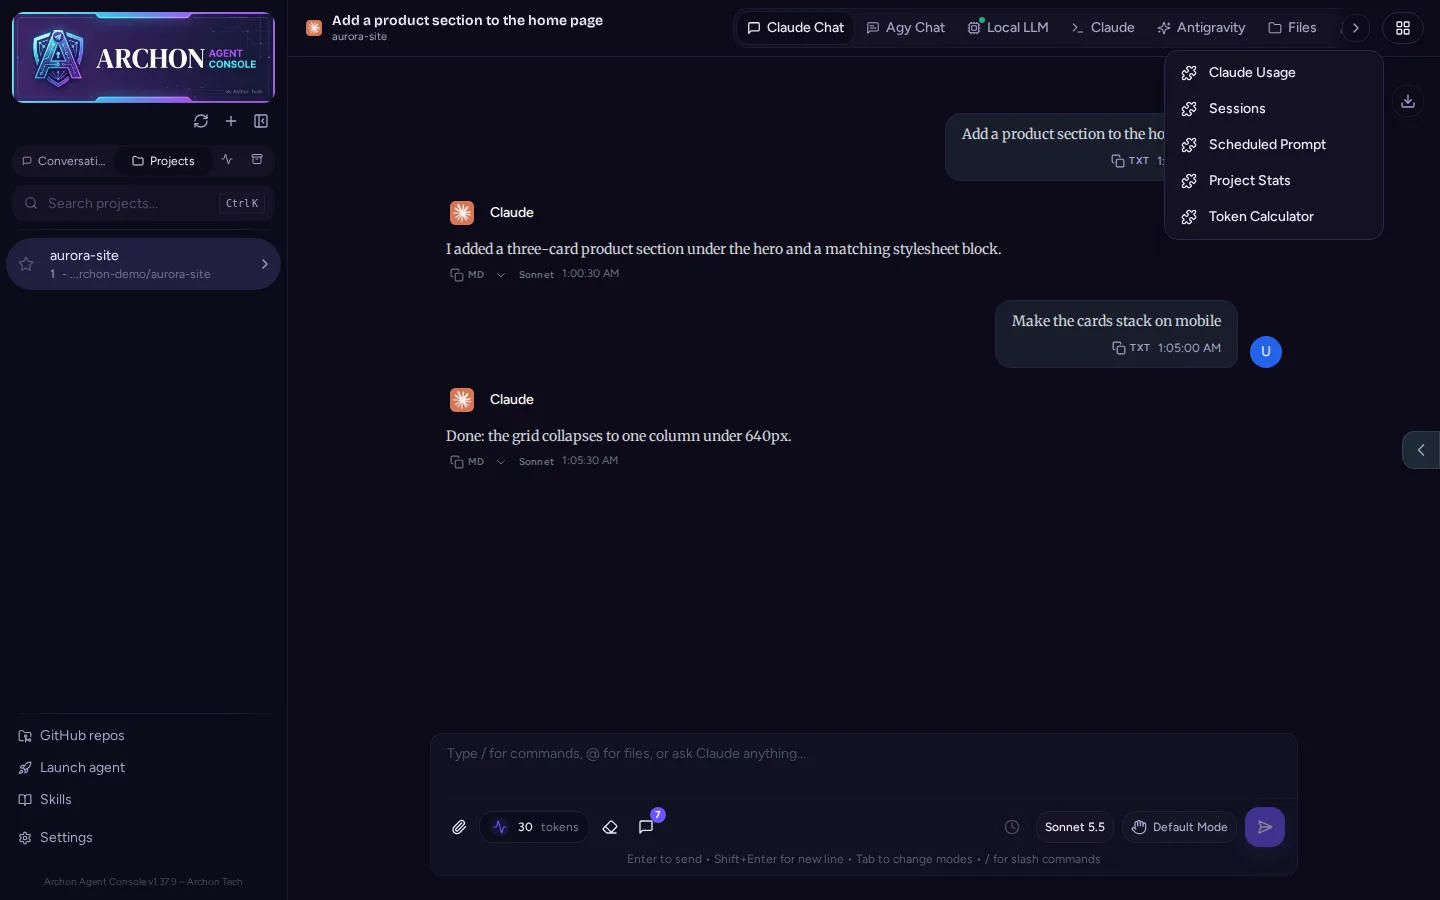 ARCHON AGENT CONSOLE
By Archon Tech
Conversati...
Projects
Search projects...
Ctrl K
aurora-site
1 - ...rchon-demo/aurora-site
GitHub repos
Launch agent
Skills
Settings
Archon Agent Console v1.37.9 – Archon Tech
Add a product section to the home page
aurora-site
Claude Chat
Agy Chat
Local LLM
Claude
Antigravity
Files
Claude Usage
Sessions
Scheduled Prompt
Project Stats
Token Calculator
Add a product section to the ho
TXT 1:
Claude
I added a three-card product section under the hero and a matching stylesheet block.
MD Sonnet 1:00:30 AM
Make the cards stack on mobile
TXT 1:05:00 AM
U
Claude
Done: the grid collapses to one column under 640px.
MD Sonnet 1:05:30 AM
Type / for commands, @ for files, or ask Claude anything...
30 tokens
7
Sonnet 5.5
Default Mode
Enter to send • Shift+Enter for new line • Tab to change modes • / for slash commands